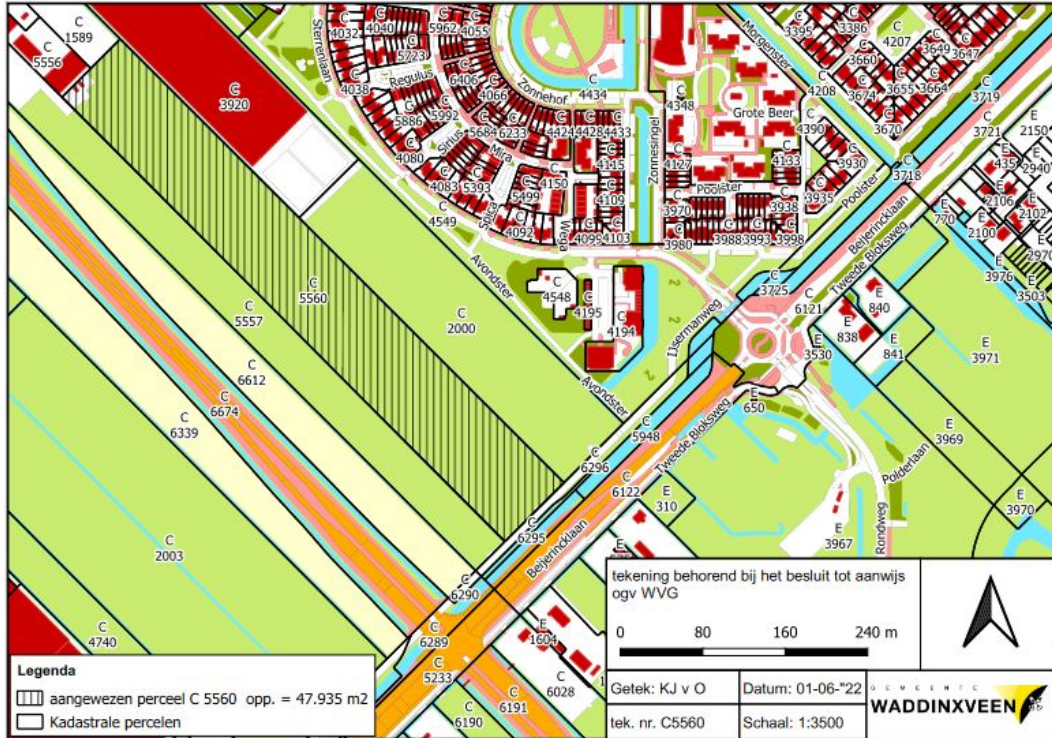 C
1589
C
5556
C
3920
Sterrenlaan
C
4032
C
4040
C
5723
C
5962
C
4055
C
4038
Regulus
C
6406
C
4066
Zonnehof
C
4434
C
5886
C
5992
C
5684
C
6233
C
4424
C
4428
C
4433
C
4080
Sirius
Mira
C
4083
C
5393
C
5499
C
4150
C
4115
C
4109
C
4549
Spica
C
4092
Wega
C
4099
C
4103
Zonnesingel
C
4348
Grote Beer
C
4127
C
4133
Poolster
C
3970
C
3938
C
3980
C
3988
C
3993
C
3998
Morgenster
C
3395
C
3386
C
4207
C
3649
C
3647
C
3660
C
4208
C
3674
C
3655
C
3664
C
3670
C
3719
C
4390
C
3930
C
3935
C
3721
C
3718
Poolster
Beijerincklaan
Tweede Bloksweg
E
2150
E
435
E
2940
E
2106
E
2102
E
770
E
2100
E
2970
E
3976
E
3503
C
5560
C
5557
C
6612
C
6674
C
6339
C
2000
Avondster
C
4548
C
4195
C
4194
Avondster
IJsermanweg
C
3725
C
6121
E
840
E
838
E
841
E
3530
E
3971
E
650
C
5948
Tweede Bloksweg
C
6296
C
6122
E
310
E
3969
Polderlaan
E
3970
E
3967
Rondweg
C
2003
C
6295
Beijerincklaan
C
6290
C
6289
E
1604
C
5233
C
6028
C
6190
C
6191
C
4740
Legenda
aangewezen perceel C 5560 opp. = 47.935 m2
Kadastrale percelen
tekening behorend bij het besluit tot aanwijs
ogv WVG
0 80 160 240 m
Getek: KJ v O
Datum: 01-06-"22
tek. nr. C5560
Schaal: 1:3500
GEMEENTE
WADDINXVEEN